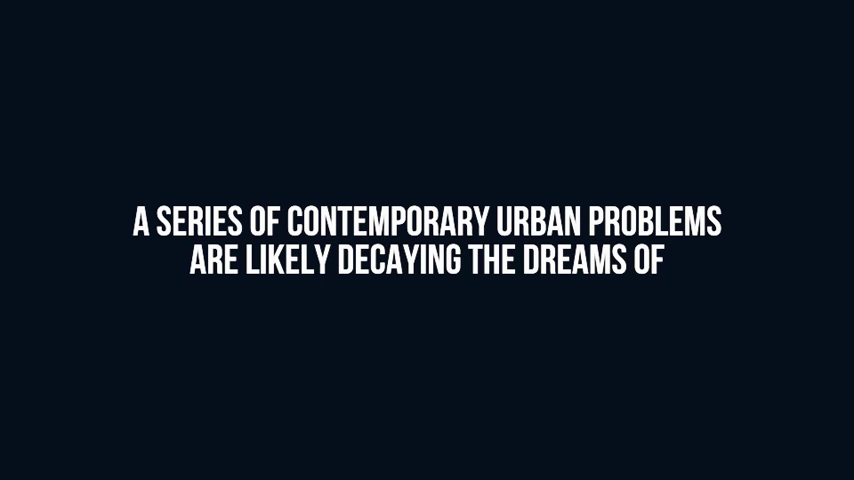 A SERIES OF CONTEMPORARY URBAN PROBLEMS
ARE LIKELY DECAYING THE DREAMS OF